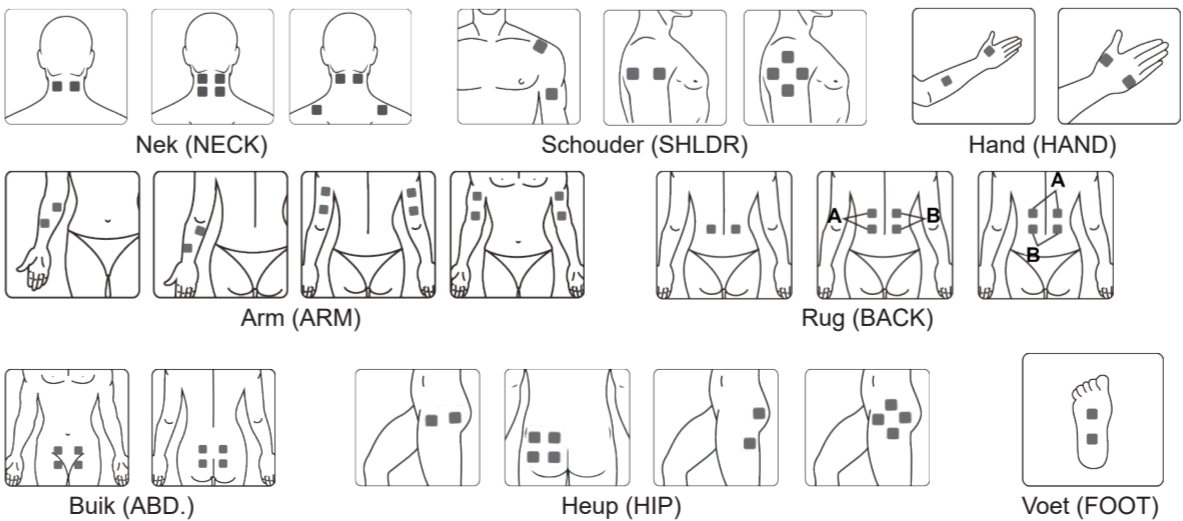 Nek (NECK)
Schouder (SHLDR)
Hand (HAND)
A
B
A
B
Arm (ARM)
Rug (BACK)
Buik (ABD.)
Heup (HIP)
Voet (FOOT)